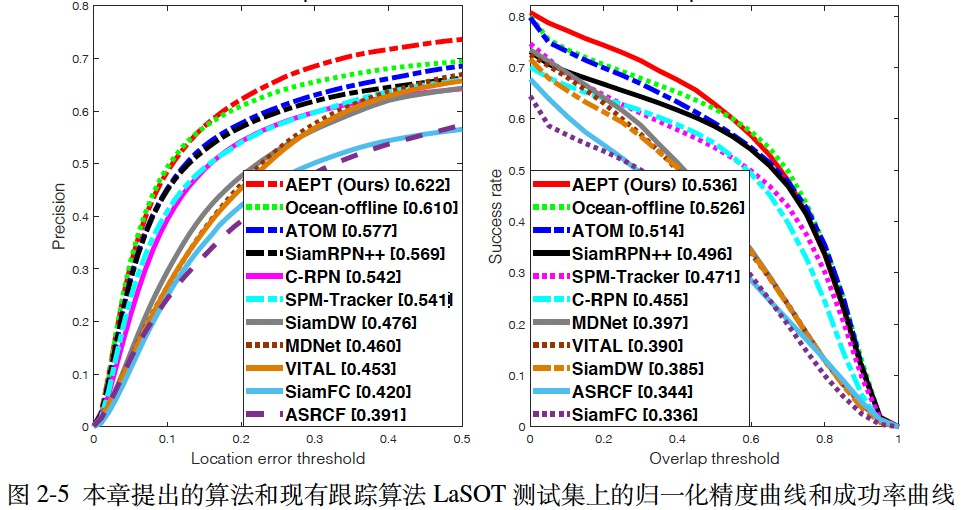 0.8
0.7
0.6
0.5
0.4
0.3
0.2
0.1
0
Precision
AEPT (Ours) [0.622]
Ocean-offline [0.610]
ATOM [0.577]
SiamRPN++ [0.569]
C-RPN [0.542]
SPM-Tracker [0.541]
SiamDW [0.476]
MDNet [0.460]
VITAL [0.453]
SiamFC [0.420]
ASRCF [0.391]
0 0.1 0.2 0.3 0.4 0.5
Location error threshold
0.8
0.7
0.6
0.5
0.4
0.3
0.2
0.1
0
Success rate
AEPT (Ours) [0.536]
Ocean-offline [0.526]
ATOM [0.514]
SiamRPN++ [0.496]
SPM-Tracker [0.471]
C-RPN [0.455]
MDNet [0.397]
VITAL [0.390]
SiamDW [0.385]
ASRCF [0.344]
SiamFC [0.336]
0 0.2 0.4 0.6 0.8 1
Overlap threshold
图 2-5 本章提出的算法和现有跟踪算法 LaSOT 测试集上的归一化精度曲线和成功率曲线